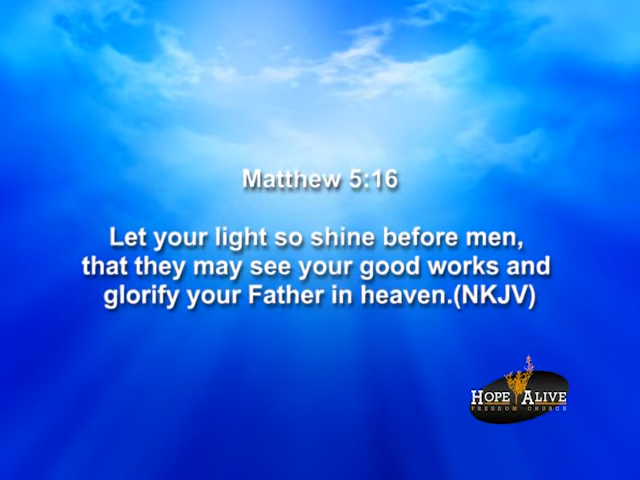 Matthew 5:16
Let your light so shine before men,
that they may see your good works and
glorify your Father in heaven.(NKJV)
HOPE ALIVE
FREEDOM CHURCH